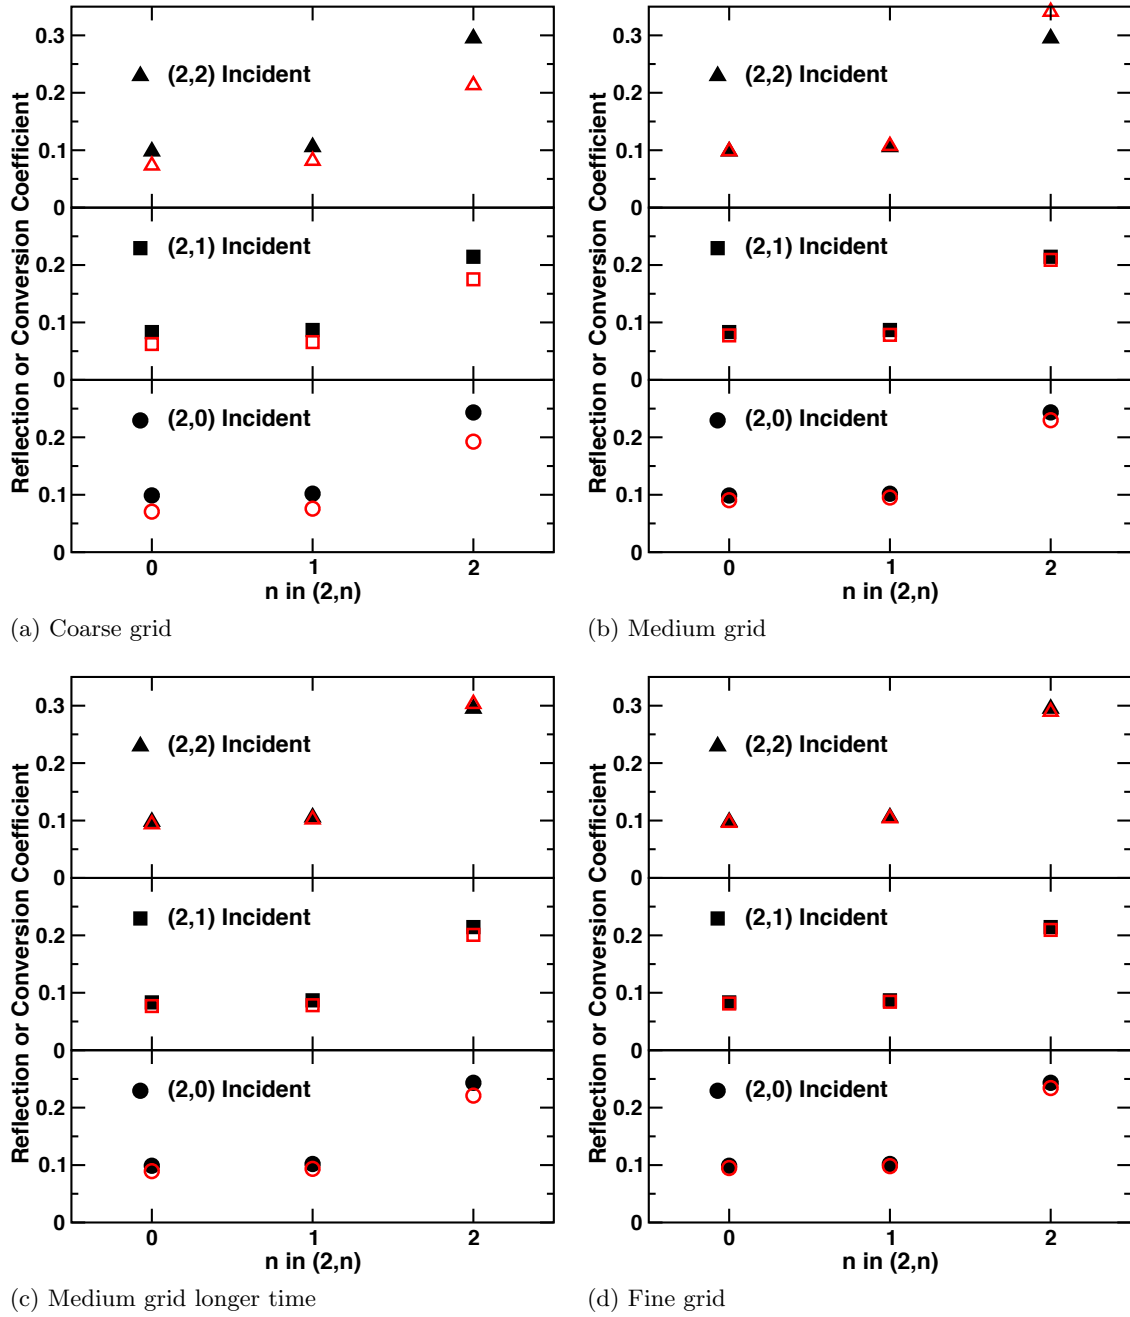 Reflection or Conversion Coefficient
0.3
(2,2) Incident
0.2
0.1
0
(2,1) Incident
0.2
0.1
0
(2,0) Incident
0.2
0.1
0
0 1 2
n in (2,n)
(a) Coarse grid
Reflection or Conversion Coefficient
0.3
(2,2) Incident
0.2
0.1
0
(2,1) Incident
0.2
0.1
0
(2,0) Incident
0.2
0.1
0
0 1 2
n in (2,n)
(b) Medium grid
Reflection or Conversion Coefficient
0.3
(2,2) Incident
0.2
0.1
0
(2,1) Incident
0.2
0.1
0
(2,0) Incident
0.2
0.1
0
0 1 2
n in (2,n)
(c) Medium grid longer time
Reflection or Conversion Coefficient
0.3
(2,2) Incident
0.2
0.1
0
(2,1) Incident
0.2
0.1
0
(2,0) Incident
0.2
0.1
0
0 1 2
n in (2,n)
(d) Fine grid